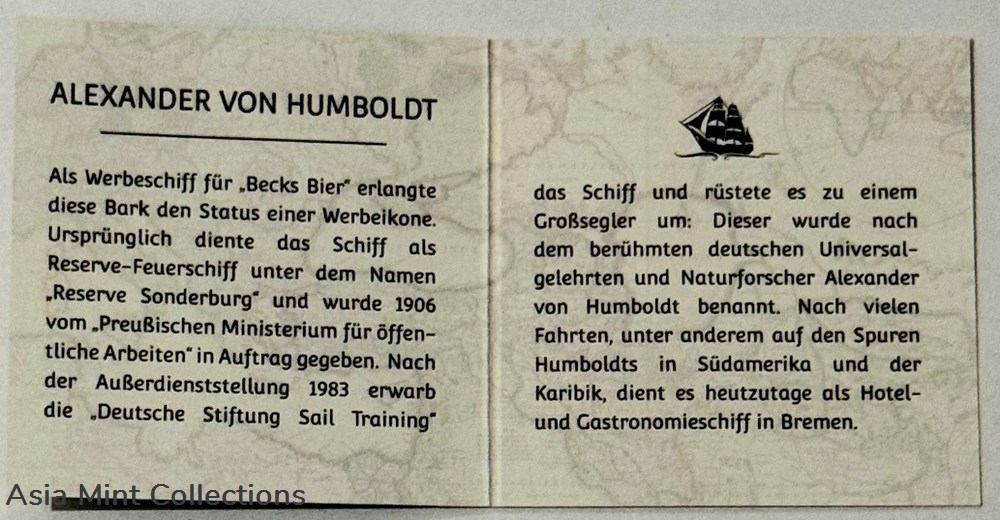 ALEXANDER VON HUMBOLDT
Als Werbeschiff für „Becks Bier“ erlangte
diese Bark den Status einer Werbeikone.
Ursprünglich diente das Schiff als
Reserve-Feuerschiff unter dem Namen
„Reserve Sonderburg“ und wurde 1906
vom „Preußischen Ministerium für öffen-
tliche Arbeiten“ in Auftrag gegeben. Nach
der Außerdienststellung 1983 erwarb
die „Deutsche Stiftung Sail Training“
das Schiff und rüstete es zu einem
Großsegler um: Dieser wurde nach
dem berühmten deutschen Universal-
gelehrten und Naturforscher Alexander
von Humboldt benannt. Nach vielen
Fahrten, unter anderem auf den Spuren
Humboldts in Südamerika und der
Karibik, dient es heutzutage als Hotel-
und Gastronomieschiff in Bremen.
Asia Mint Collections